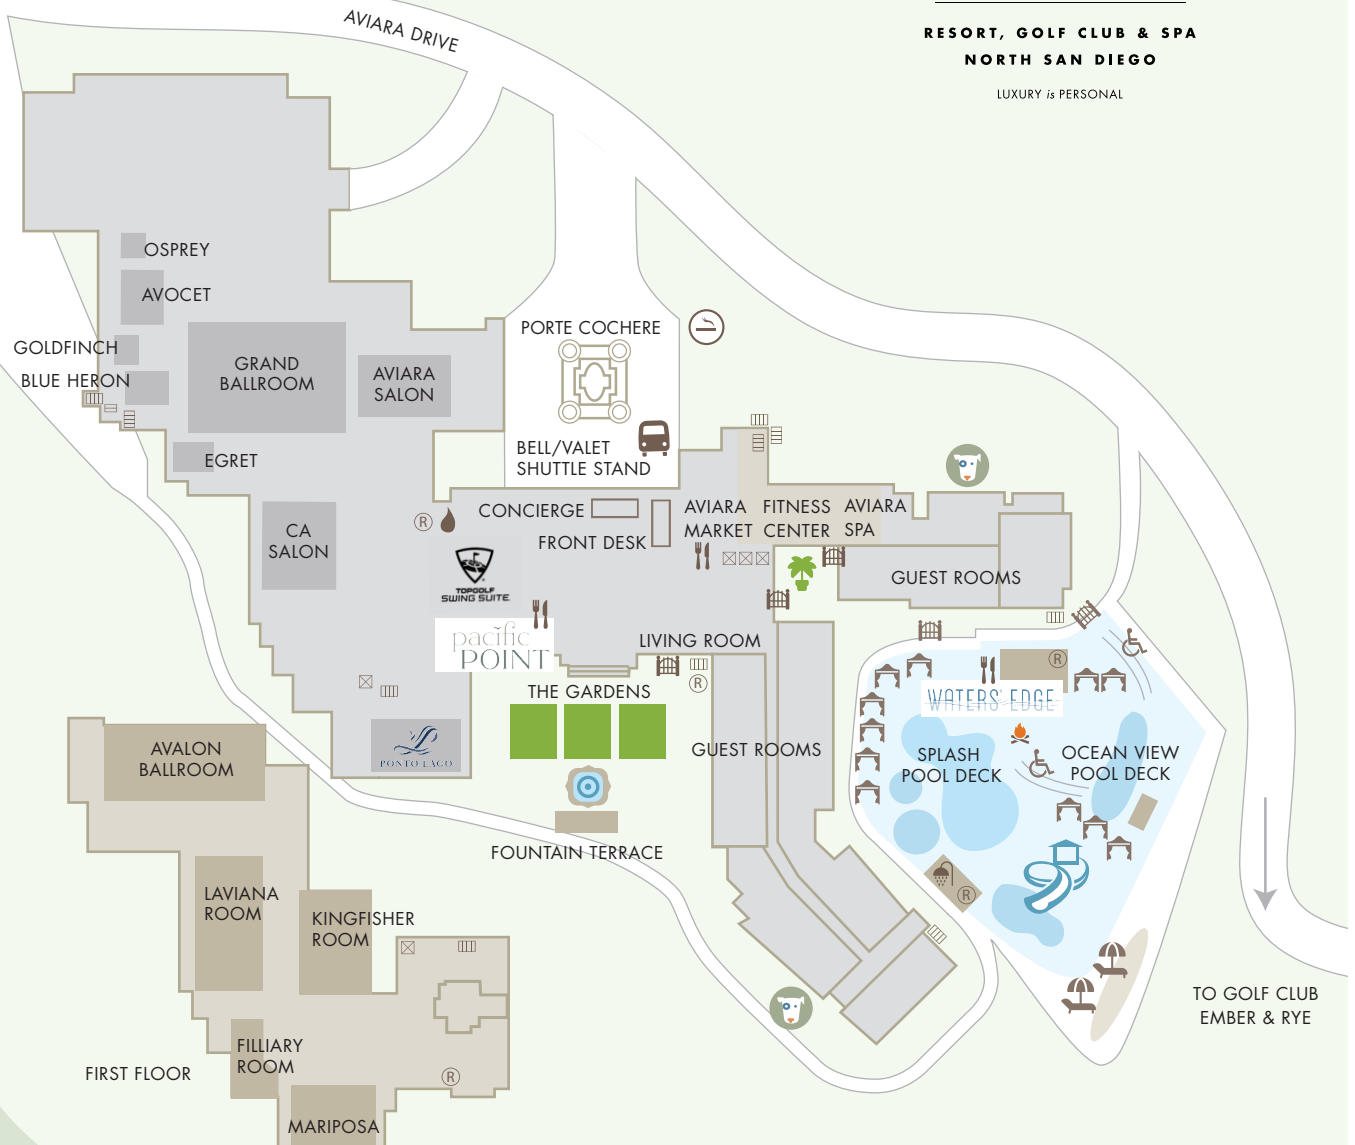 RESORT, GOLF CLUB & SPA
NORTH SAN DIEGO
LUXURY is PERSONAL
AVIARA DRIVE
OSPREY
AVOCET
GOLDFINCH
BLUE HERON
GRAND
BALLROOM
AVIARA
SALON
EGRET
CA
SALON
PORTE COCHERE
BELL/VALET
SHUTTLE STAND
CONCIERGE
FRONT DESK
R
TOPGOLF
SWING SUITE
pacific
POINT
AVIARA
MARKET
FITNESS
CENTER
AVIARA
SPA
GUEST ROOMS
LIVING ROOM
R
THE GARDENS
GUEST ROOMS
PONTO LAGO
FOUNTAIN TERRACE
R
WATERS' EDGE
SPLASH
POOL DECK
OCEAN VIEW
POOL DECK
R
AVALON
BALLROOM
LAVIANA
ROOM
KINGFISHER
ROOM
FILLIARY
ROOM
FIRST FLOOR
R
MARIPOSA
TO GOLF CLUB
EMBER & RYE